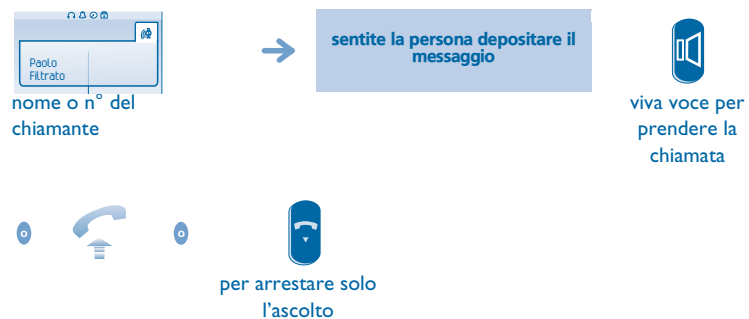 Paolo
Filtrato
nome o n° del
chiamante
sentite la persona depositare il
messaggio
viva voce per
prendere la
chiamata
o
o
per arrestare solo
l'ascolto